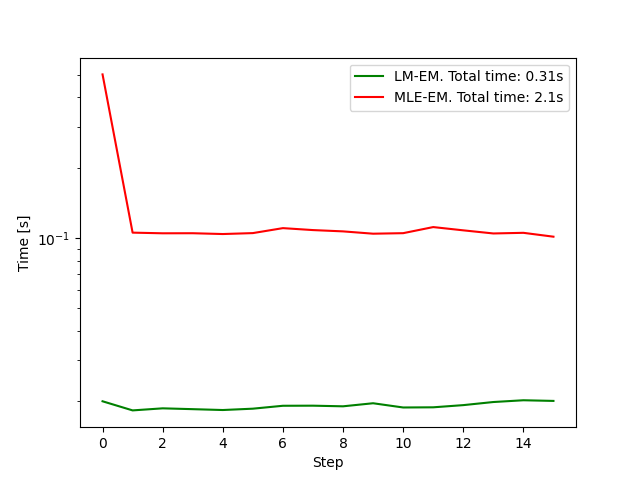 LM-EM. Total time: 0.31s
MLE-EM. Total time: 2.1s
Time [s]
10⁻¹
0 2 4 6 8 10 12 14
Step